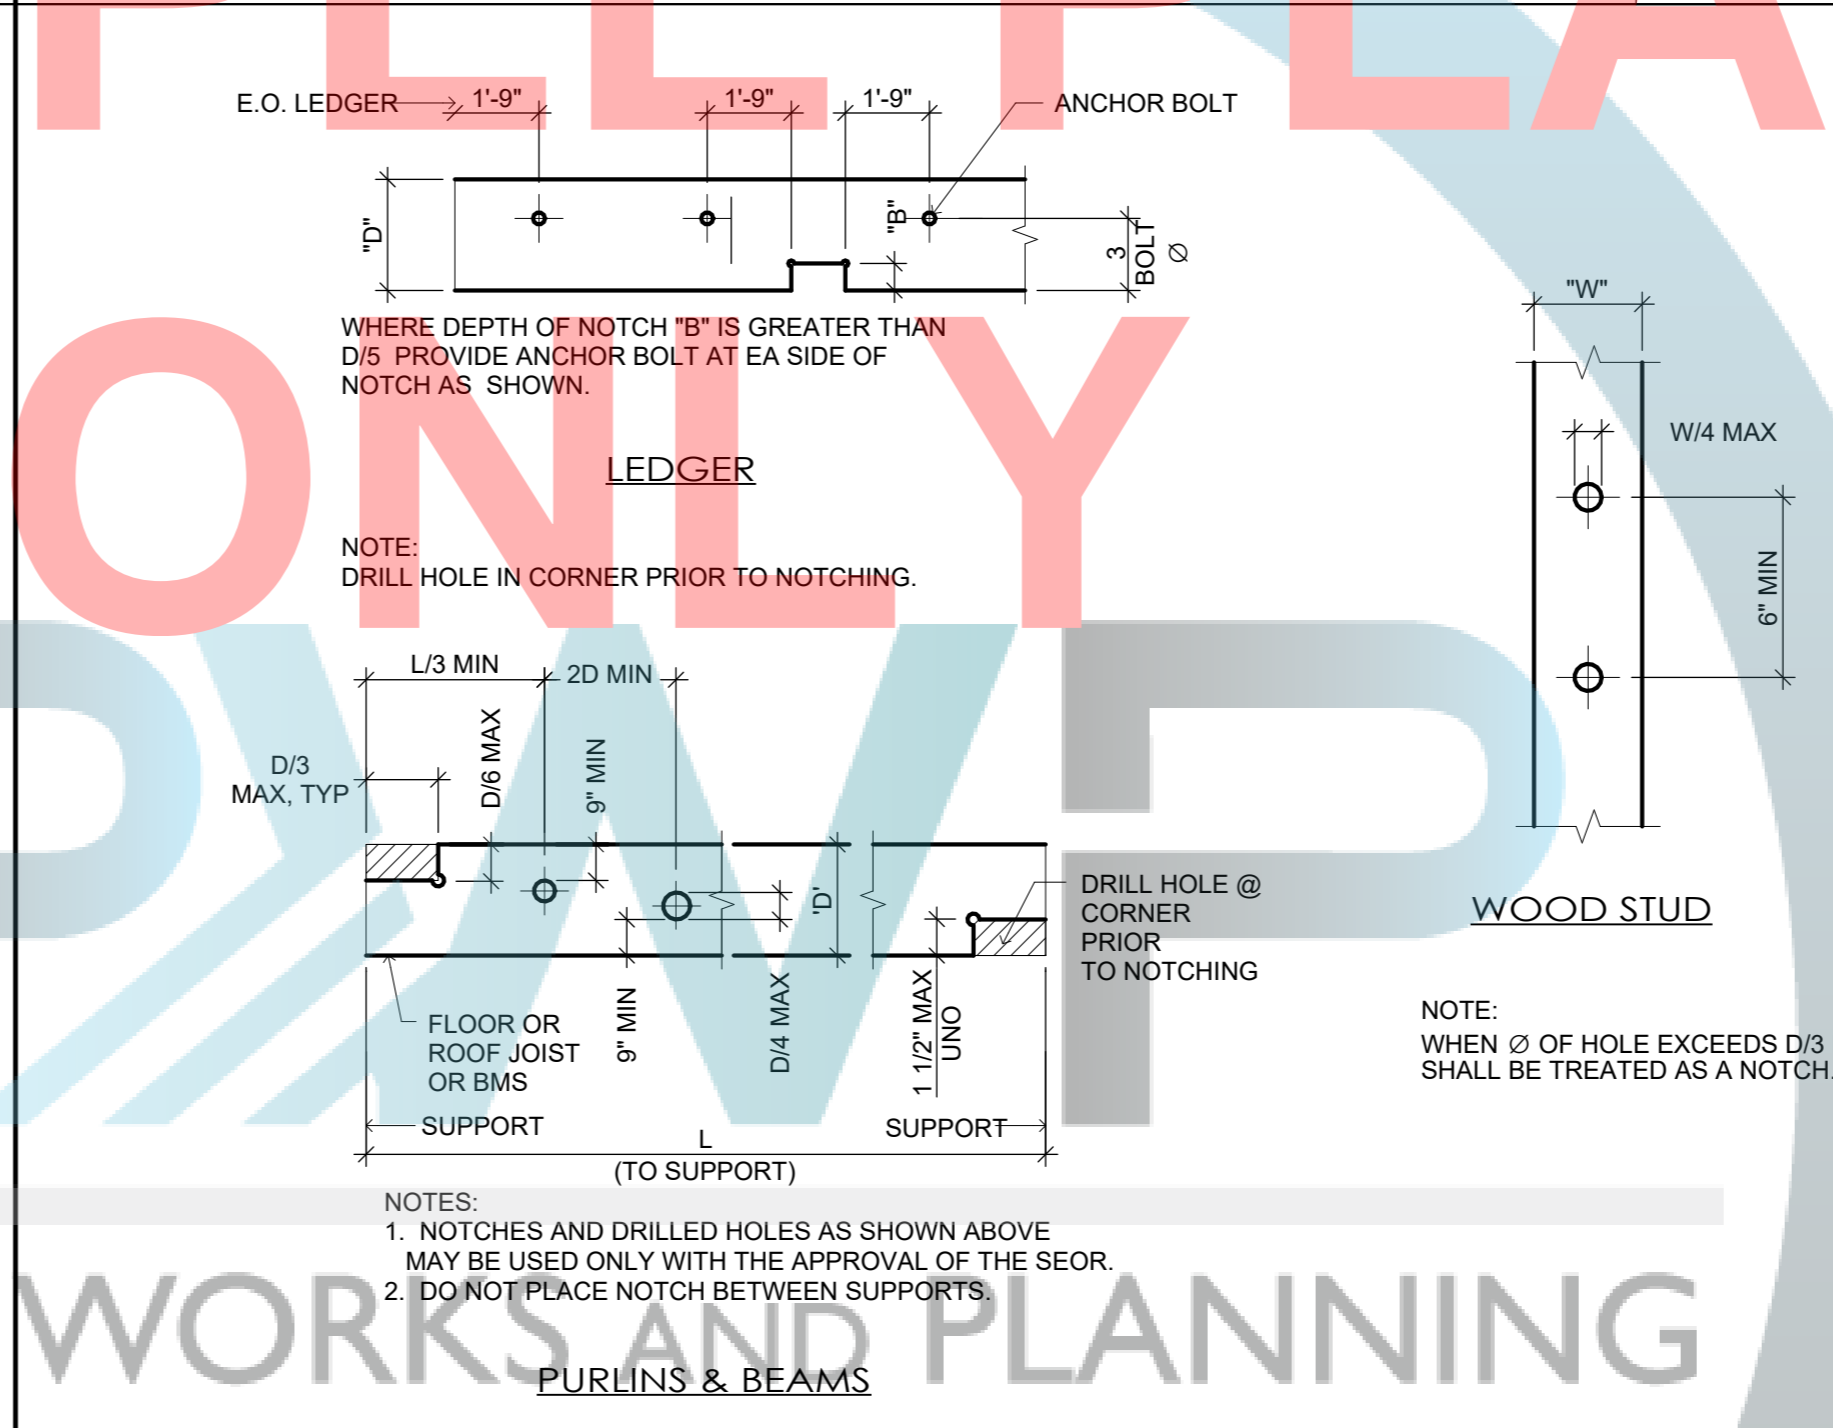 PLL PLA
E.O. LEDGER
1'-9"
1'-9"
1'-9"
ANCHOR BOLT
"D"
"B"
3
BOLT
Ø
WHERE DEPTH OF NOTCH "B" IS GREATER THAN
D/5 PROVIDE ANCHOR BOLT AT EA SIDE OF
NOTCH AS SHOWN.
LEDGER
ONLY
NOTE:
DRILL HOLE IN CORNER PRIOR TO NOTCHING.
"W"
W/4 MAX
6" MIN
WOOD STUD
NOTE:
WHEN Ø OF HOLE EXCEEDS D/3
SHALL BE TREATED AS A NOTCH.
L/3 MIN
2D MIN
D/3
MAX, TYP
D/6 MAX
9" MIN
'D'
DRILL HOLE @
CORNER
PRIOR
TO NOTCHING
FLOOR OR
ROOF JOIST
OR BMS
9" MIN
D/4 MAX
1 1/2" MAX
UNO
SUPPORT
SUPPORT
L
(TO SUPPORT)
NOTES:
1. NOTCHES AND DRILLED HOLES AS SHOWN ABOVE
MAY BE USED ONLY WITH THE APPROVAL OF THE SEOR.
2. DO NOT PLACE NOTCH BETWEEN SUPPORTS.
PWP
WORKS AND PLANNING
PURLINS & BEAMS